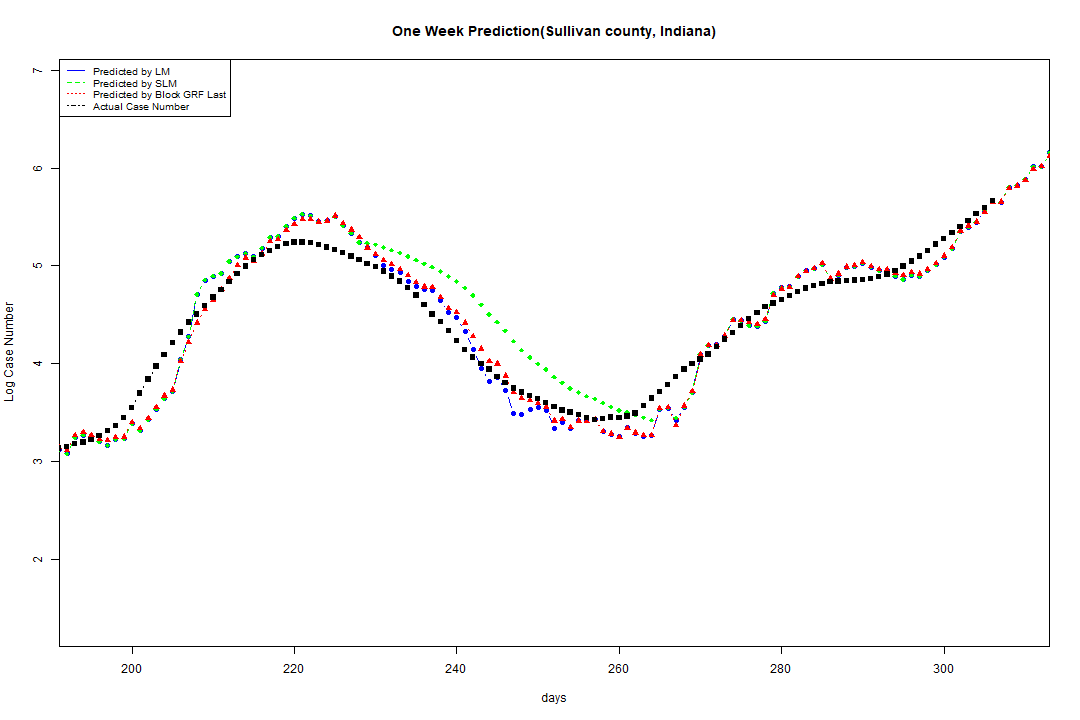 One Week Prediction(Sullivan county, Indiana)
Predicted by LM
Predicted by SLM
Predicted by Block GRF Last
Actual Case Number
7
6
5
4
3
2
Log Case Number
200 220 240 260 280 300
days